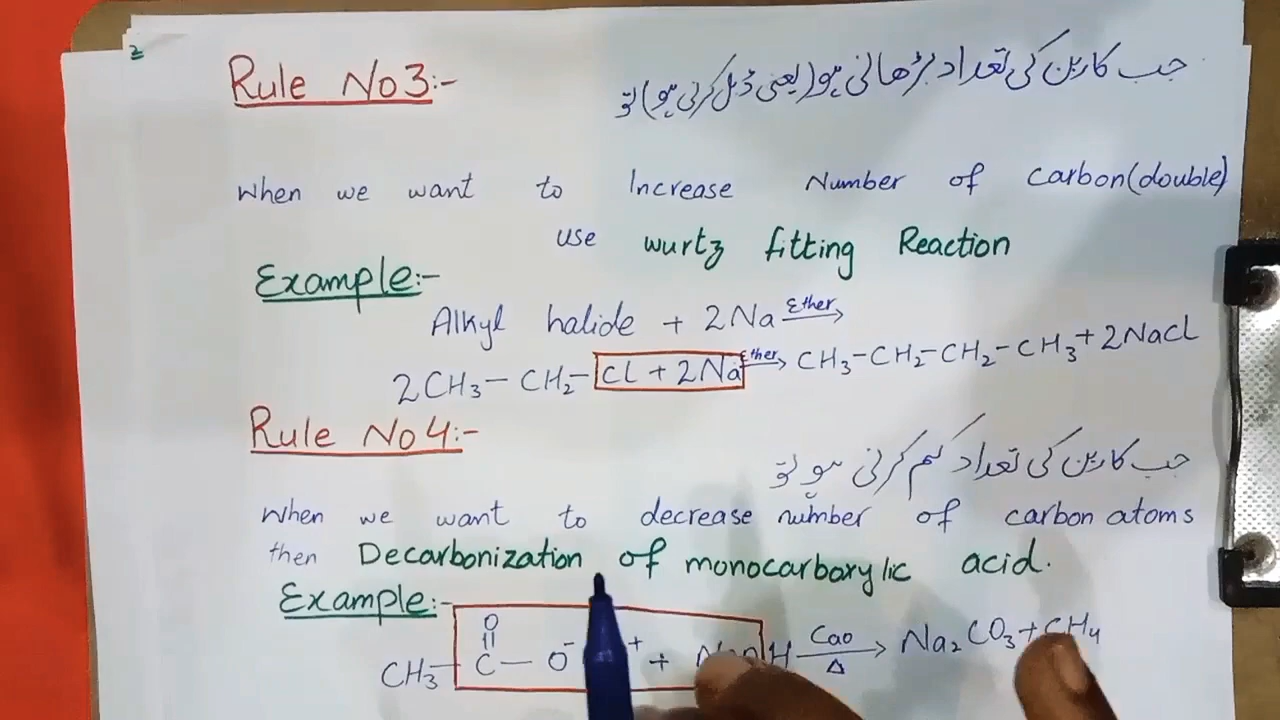 2
Rule No3:-
جب کاربن کی تعداد بڑھانی ہو (یعنی ڈبل کرنی ہو) تو
When we want to Increase Number of carbon(double)
use wurtz fitting Reaction
Example:-
Alkyl halide + 2Na Ether→
2CH₃-CH₂-Cl + 2Na Ether→ CH₃-CH₂-CH₂-CH₃ + 2NaCl
Rule No4:-
جب کاربن کی تعداد کم کرنی ہو تو
When we want to decrease number of carbon atoms
then Decarbonization of monocarboxylic acid.
Example:-
O
||
CH₃-C-O⁻ + + H CaO→ Δ Na₂CO₃+CH₄